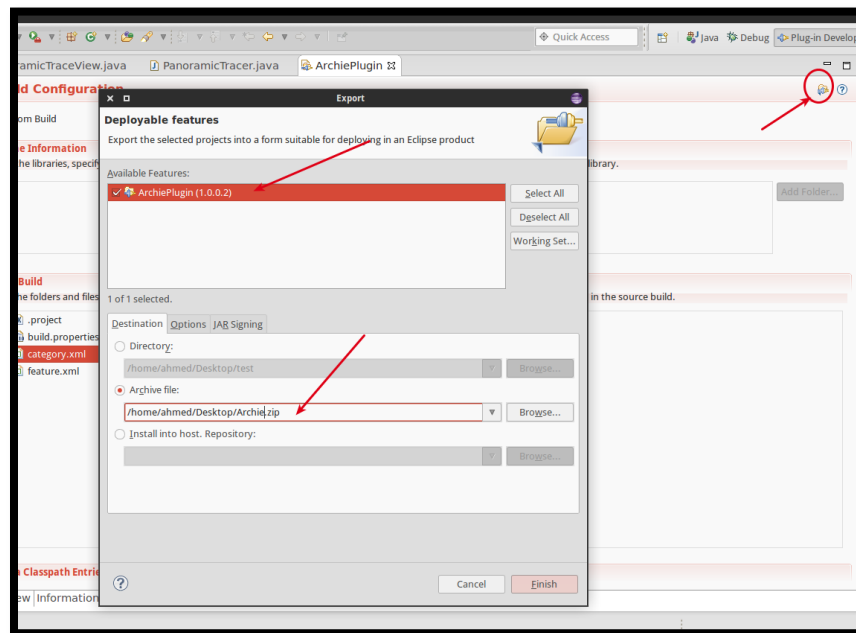 Quick Access
Java
Debug
Plug-in Develop
ramicTraceView.java
PanoramicTracer.java
ArchiePlugin
ld Configuration
om Build
e Information
he libraries, specify
library.
Add Folder...
Build
he folders and files
in the source build.
.project
build.properties
category.xml
feature.xml
a Classpath Entrie
ew
Information
Export
Deployable features
Export the selected projects into a form suitable for deploying in an Eclipse product
Available Features:
ArchiePlugin (1.0.0.2)
Select All
Deselect All
Working Set...
1 of 1 selected.
Destination
Options
JAR Signing
Directory:
/home/ahmed/Desktop/test
Browse...
Archive file:
/home/ahmed/Desktop/Archie.zip
Browse...
Install into host. Repository:
Browse...
Cancel
Finish